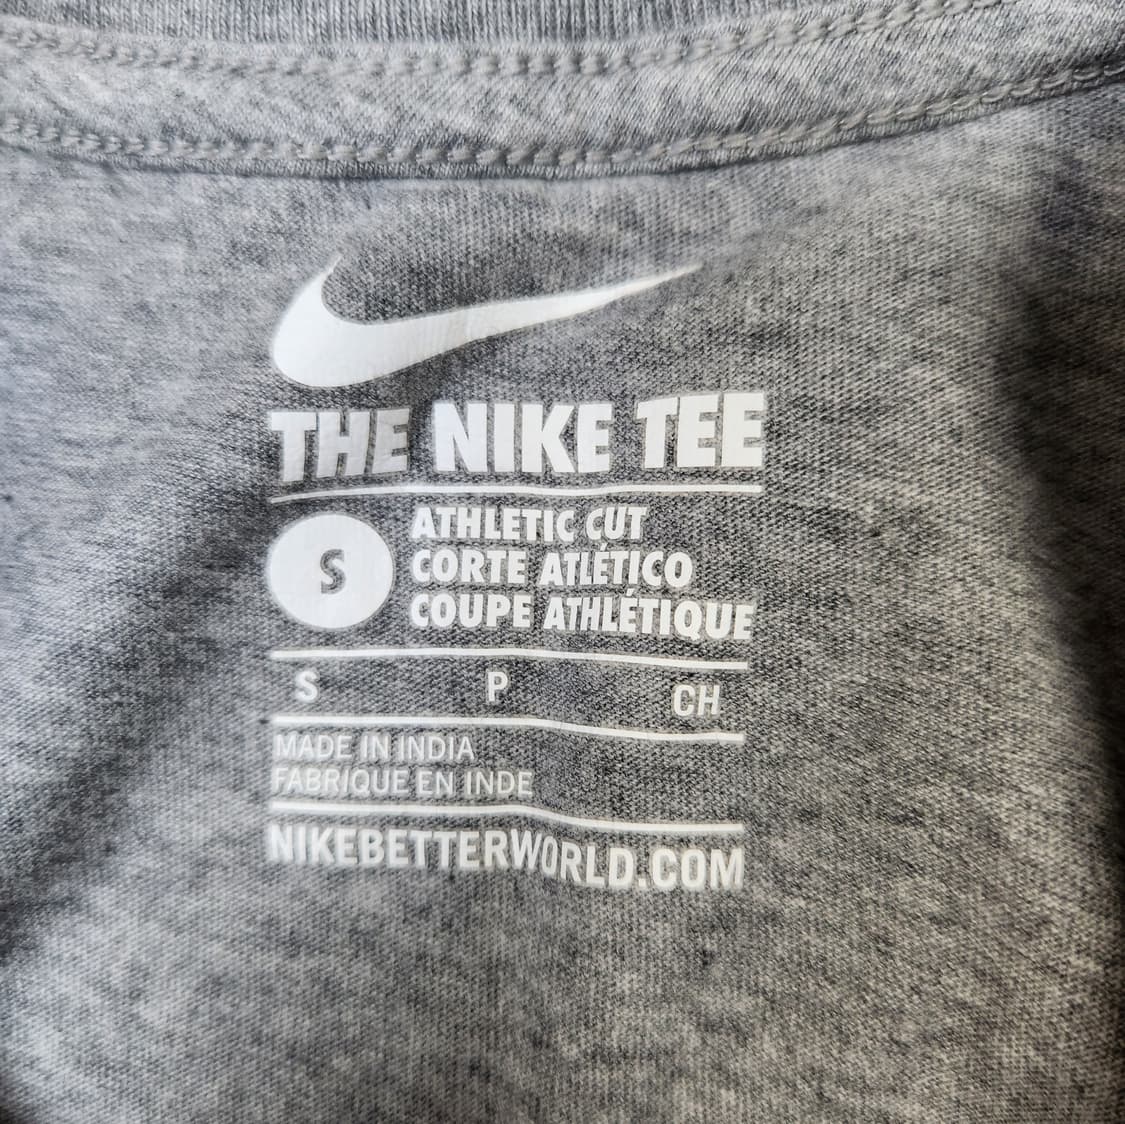 THE NIKE TEE
S
ATHLETIC CUT
CORTE ATLÉTICO
COUPE ATHLÉTIQUE
S P CH
MADE IN INDIA
FABRIQUE EN INDE
NIKEBETTERWORLD.COM